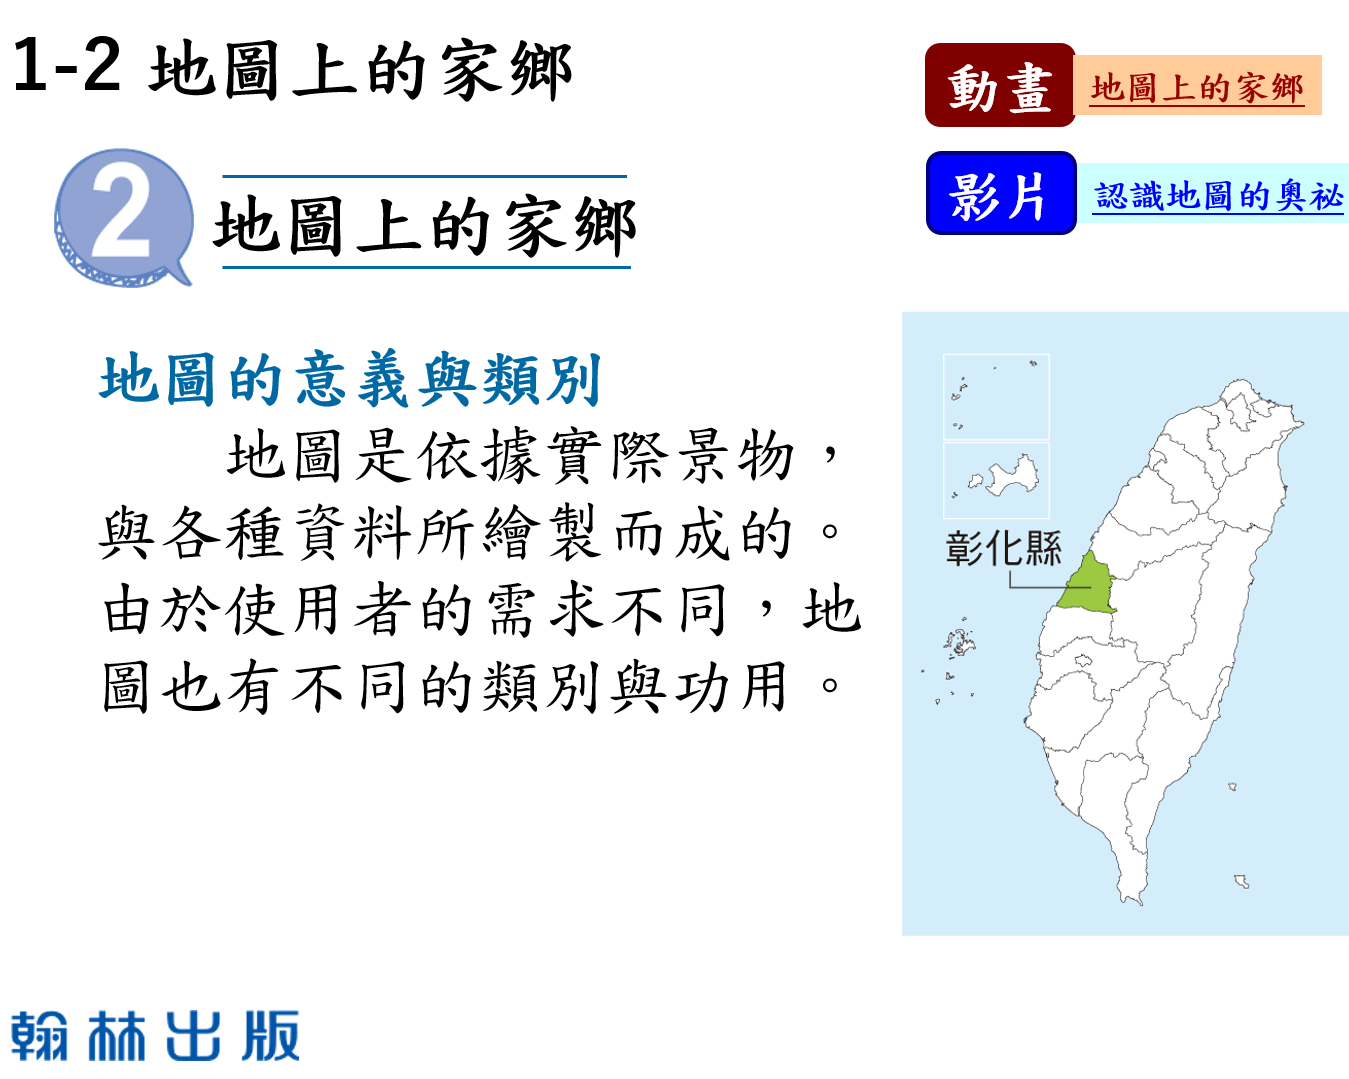 1-2 地圖上的家鄉
動畫 地圖上的家鄉
影片 認識地圖的奧祕
2 地圖上的家鄉
地圖的意義與類別
地圖是依據實際景物，
與各種資料所繪製而成的。
由於使用者的需求不同，地
圖也有不同的類別與功用。
彰化縣
翰林出版